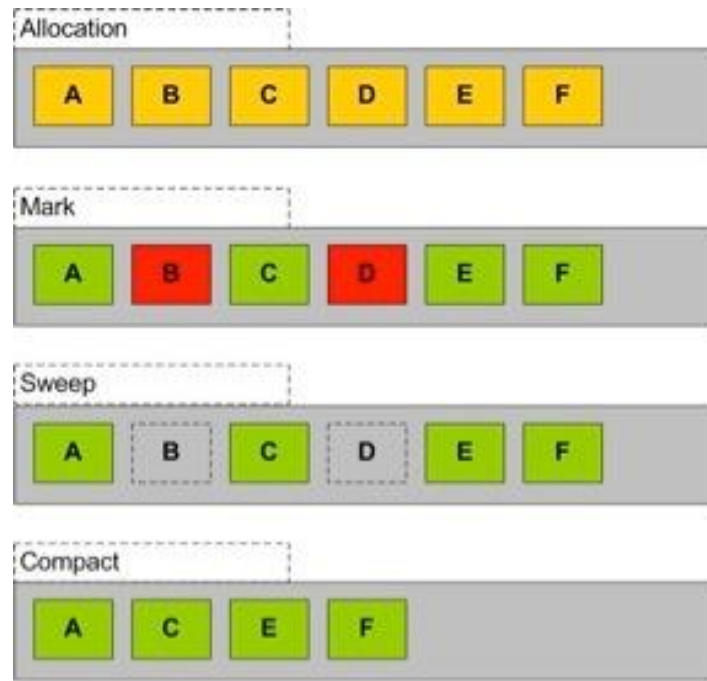 Allocation
A B C D E F
Mark
A B C D E F
Sweep
A B C D E F
Compact
A C E F